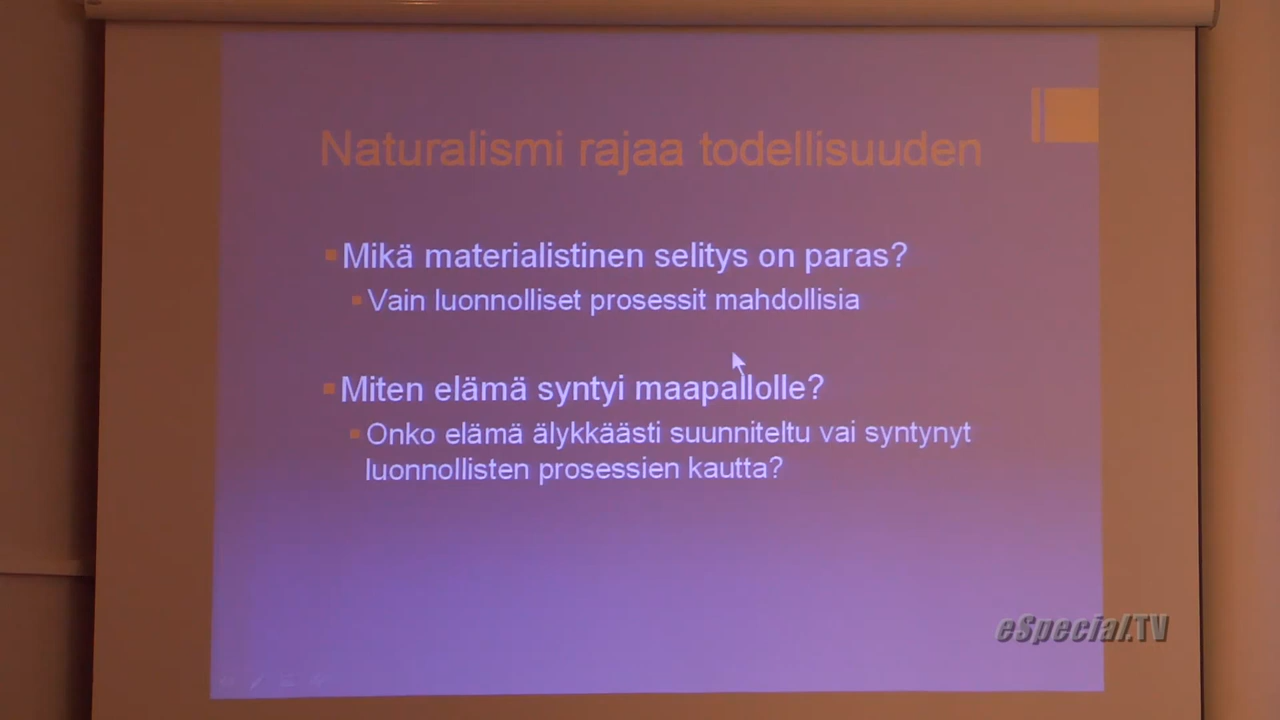 Naturalismi rajaa todellisuuden
Mikä materialistinen selitys on paras?
Vain luonnolliset prosessit mahdollisia
Miten elämä syntyi maapallolle?
Onko elämä älykkäästi suunniteltu vai syntynyt
luonnollisten prosessien kautta?
eSpecial.TV